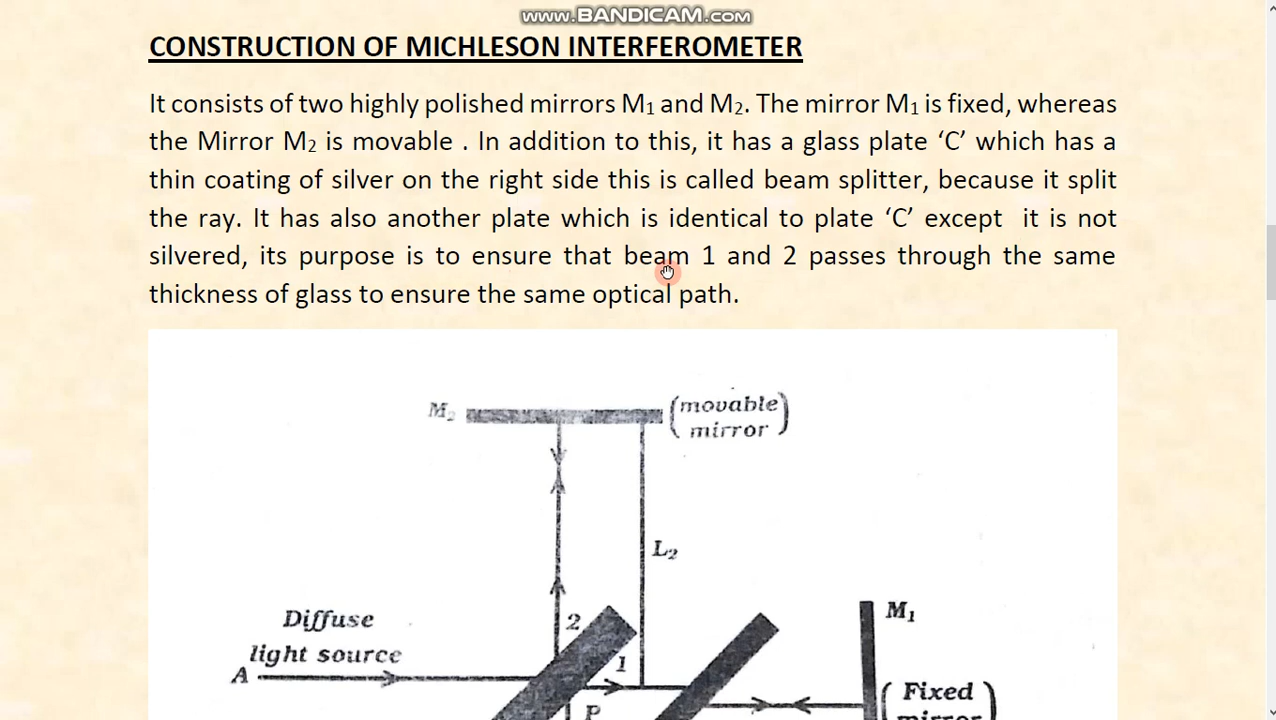 www.BANDICAM.com
CONSTRUCTION OF MICHLESON INTERFEROMETER
It consists of two highly polished mirrors M₁ and M₂. The mirror M₁ is fixed, whereas
the Mirror M₂ is movable . In addition to this, it has a glass plate ‘C’ which has a
thin coating of silver on the right side this is called beam splitter, because it split
the ray. It has also another plate which is identical to plate ‘C’ except it is not
silvered, its purpose is to ensure that beam 1 and 2 passes through the same
thickness of glass to ensure the same optical path.
M₂ (movable
mirror)
L₂
Diffuse
light source
A
2
1
P
M₁
(Fixed
mirror)